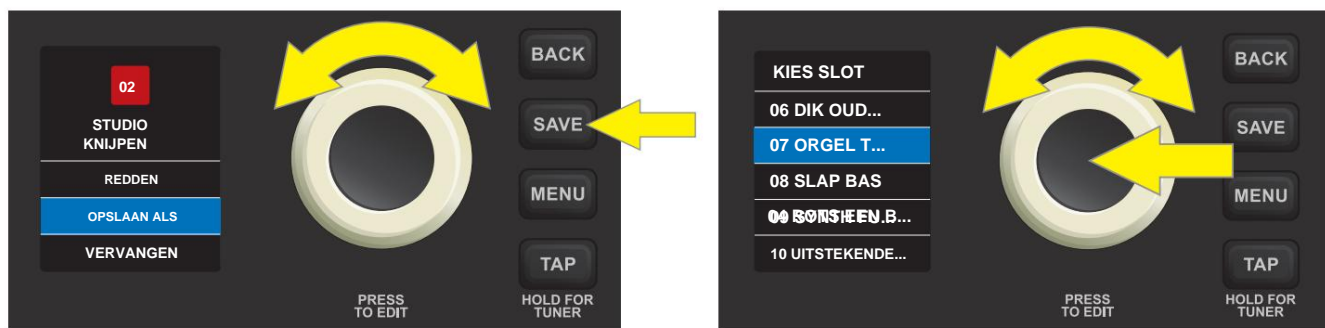 02
STUDIO
KNIJPEN
REDDEN
OPSLAAN ALS
VERVANGEN
BACK
SAVE
MENU
TAP
PRESS
TO EDIT
HOLD FOR
TUNER
KIES SLOT
06 DIK OUD...
07 ORGEL T...
08 SLAP BAS
10 UITSTEKENDE...
BACK
SAVE
MENU
TAP
PRESS
TO EDIT
HOLD FOR
TUNER